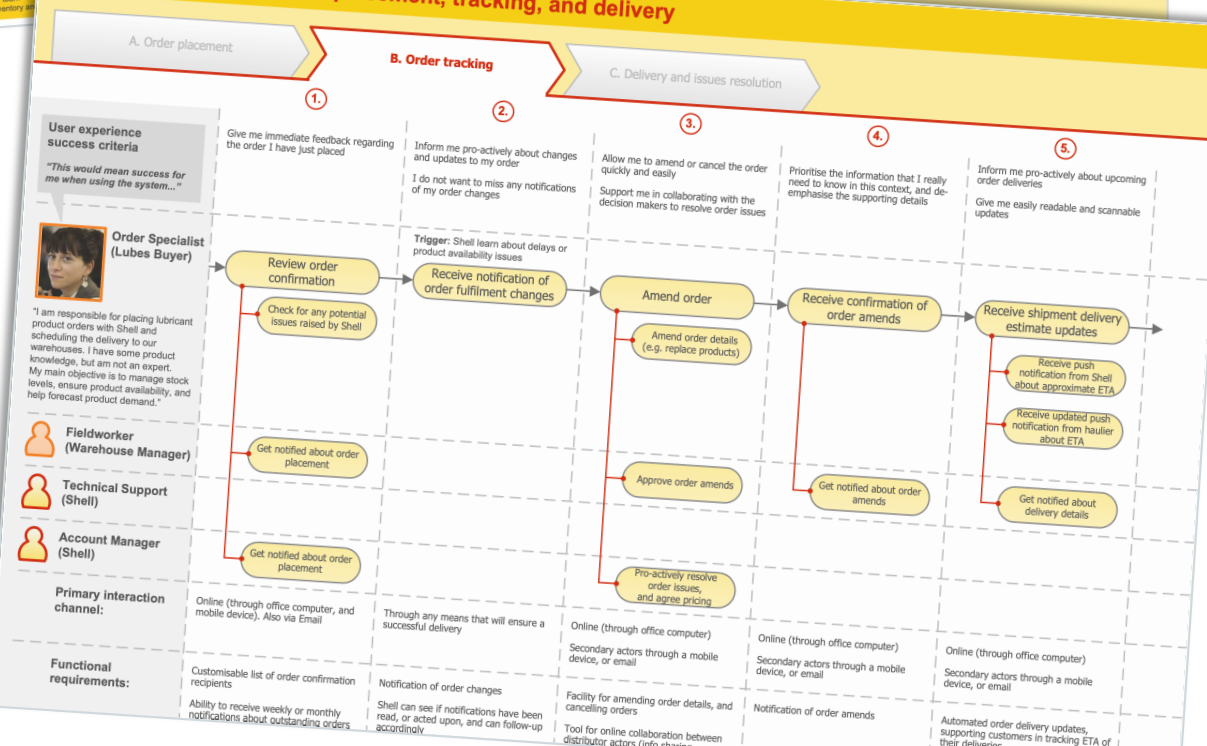 entory an
ement, tracking, and delivery
A. Order placement
B. Order tracking
C. Delivery and issues resolution
1.
2.
3.
4.
5.
User experience
success criteria
"This would mean success for
me when using the system..."
Give me immediate feedback regarding
the order I have just placed
Inform me pro-actively about changes
and updates to my order
I do not want to miss any notifications
of my order changes
Allow me to amend or cancel the order
quickly and easily
Support me in collaborating with the
decision makers to resolve order issues
Prioritise the information that I really
need to know in this context, and de-
emphasise the supporting details
Inform me pro-actively about upcoming
order deliveries
Give me easily readable and scannable
updates
Order Specialist
(Lubes Buyer)
"I am responsible for placing lubricant
product orders with Shell and
scheduling the delivery to our
warehouses. I have some product
knowledge, but am not an expert.
My main objective is to manage stock
levels, ensure product availability, and
help forecast product demand."
Review order
confirmation
Check for any potential
issues raised by Shell
Trigger: Shell learn about delays or
product availability issues
Receive notification of
order fulfilment changes
Amend order
Amend order details
(e.g. replace products)
Receive confirmation of
order amends
Receive shipment delivery
estimate updates
Receive push
notification from Shell
about approximate ETA
Receive updated push
notification from haulier
about ETA
Fieldworker
(Warehouse Manager)
Get notified about order
placement
Approve order amends
Get notified about order
amends
Get notified about
delivery details
Technical Support
(Shell)
Account Manager
(Shell)
Get notified about order
placement
Pro-actively resolve
order issues,
and agree pricing
Primary interaction
channel:
Online (through office computer, and
mobile device). Also via Email
Through any means that will ensure a
successful delivery
Online (through office computer)
Secondary actors through a mobile
device, or email
Online (through office computer)
Secondary actors through a mobile
device, or email
Online (through office computer)
Secondary actors through a mobile
device, or email
Functional
requirements:
Customisable list of order confirmation
recipients
Ability to receive weekly or monthly
notifications about outstanding orders
Notification of order changes
Shell can see if notifications have been
read, or acted upon, and can follow-up
accordingly
Facility for amending order details, and
cancelling orders
Tool for online collaboration between
distributor actors (info sharing
Notification of order amends
Automated order delivery updates,
supporting customers in tracking ETA of
their deliveries